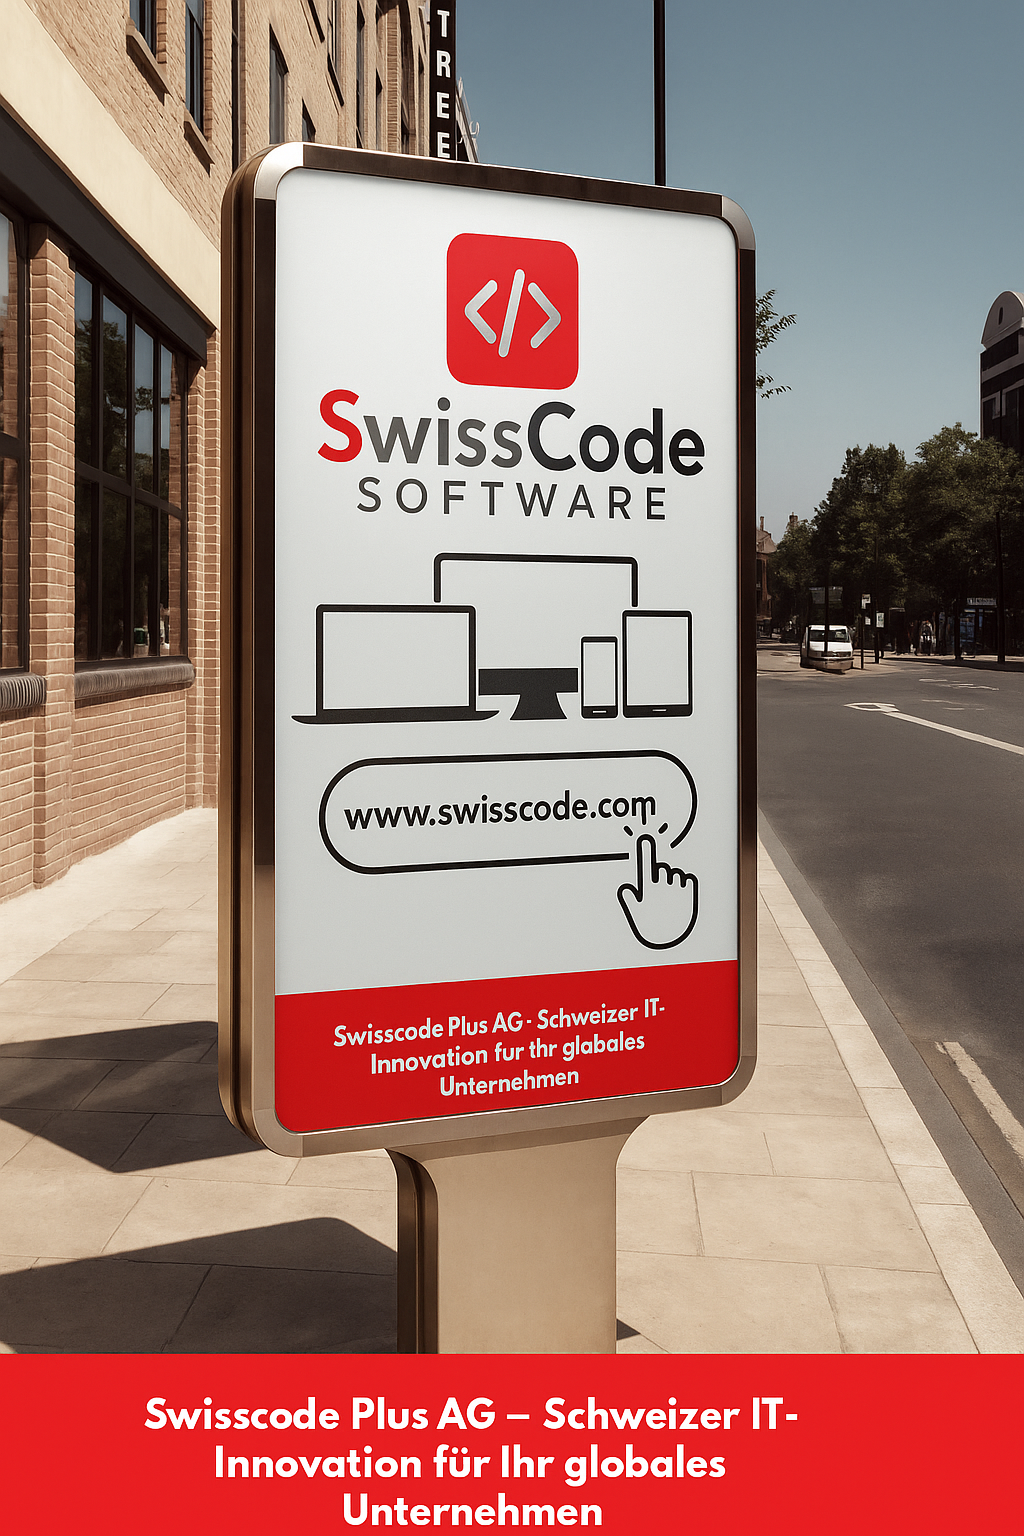 TREE
SwissCode
SOFTWARE
www.swisscode.com
Swisscode Plus AG - Schweizer IT-
Innovation fur thr glabales
Unternehmen
Swisscode Plus AG – Schweizer IT-
Innovation für Ihr globales
Unternehmen